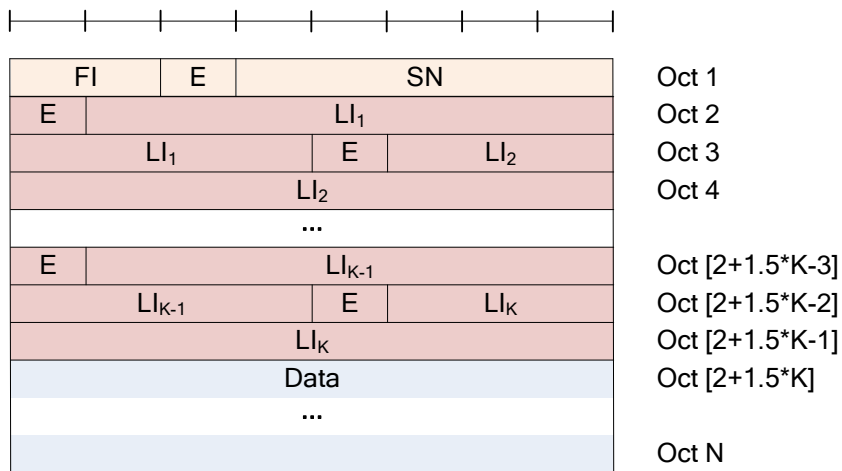 FI E SN Oct 1
E LI₁ Oct 2
LI₁ E LI₂ Oct 3
LI₂ Oct 4
...
E LIₖ₋₁ Oct [2+1.5*K-3]
LIₖ₋₁ E LIₖ Oct [2+1.5*K-2]
LIₖ Oct [2+1.5*K-1]
Data Oct [2+1.5*K]
...
Oct N